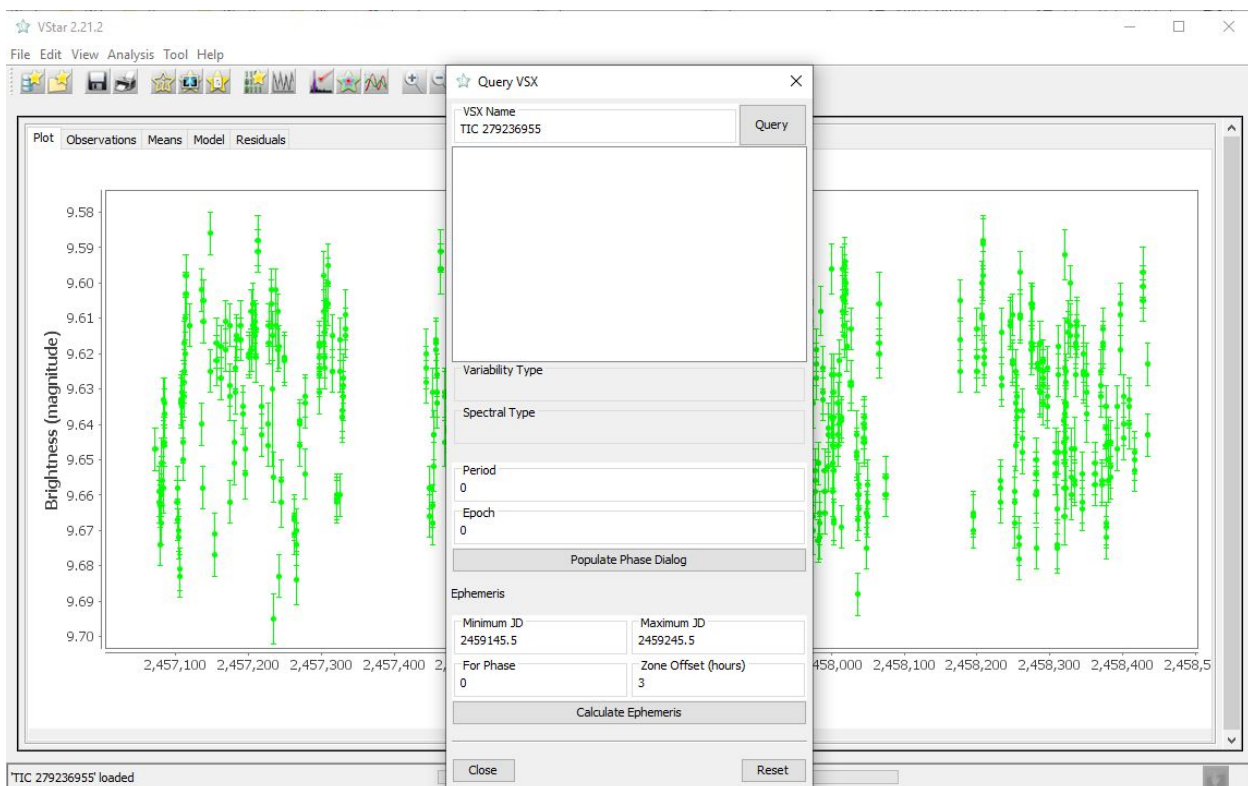 VStar 2.21.2
File Edit View Analysis Tool Help
Query VSX
VSX Name
TIC 279236955
Query
Plot Observations Means Model Residuals
9.58
9.59
9.60
9.61
9.62
9.63
9.64
9.65
9.66
9.67
9.68
9.69
9.70
Brightness (magnitude)
Variability Type
Spectral Type
Period
0
Epoch
0
Populate Phase Dialog
Ephemeris
Minimum JD
2459145.5
Maximum JD
2459245.5
For Phase
0
Zone Offset (hours)
3
Calculate Ephemeris
Close
Reset
2,457,100 2,457,200 2,457,300 2,457,400 2, 458,000 2,458,100 2,458,200 2,458,300 2,458,400 2,458,5
'TIC 279236955' loaded